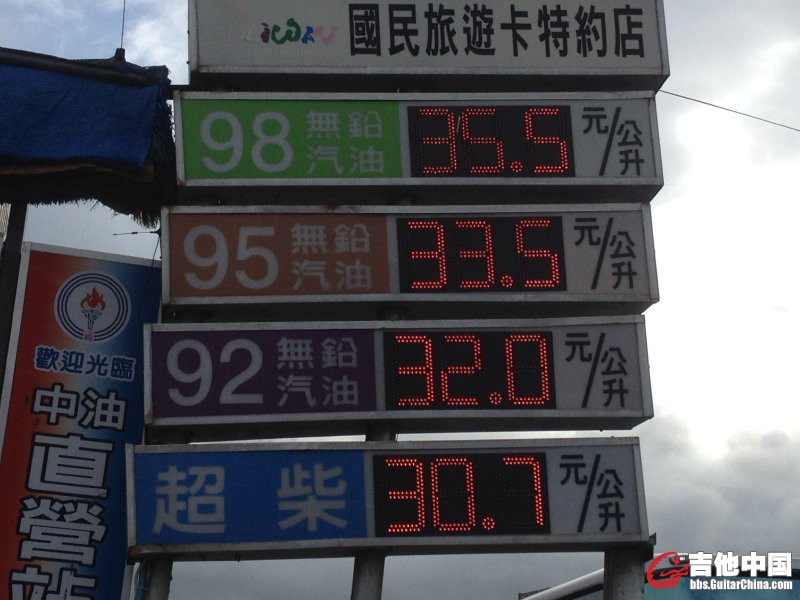 國民旅遊卡特約店
98 無鉛汽油 35.5 元/公升
95 無鉛汽油 33.5 元/公升
92 無鉛汽油 32.0 元/公升
超柴 30.7 元/公升
歡迎光臨
中油
直營站
吉他中国
bbs.GuitarChina.com